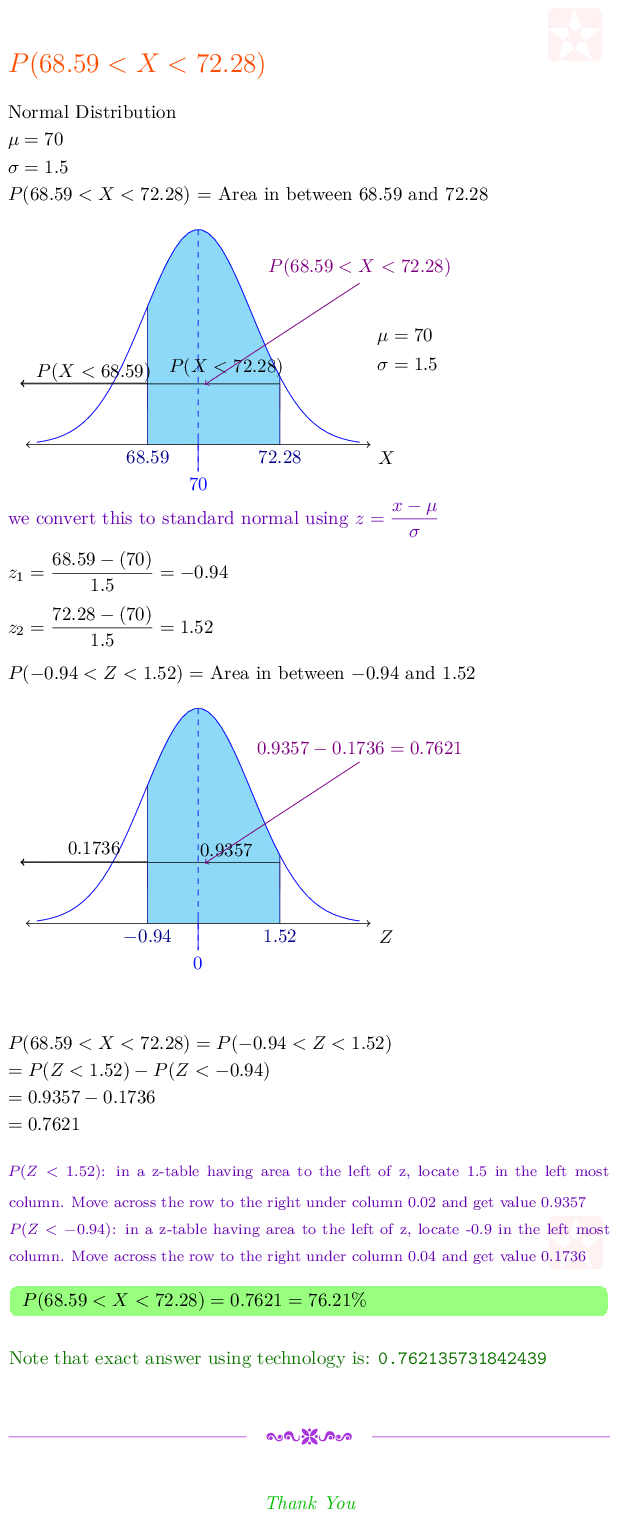 P(68.59 < X < 72.28)
Normal Distribution
μ = 70
σ = 1.5
P(68.59 < X < 72.28) = Area in between 68.59 and 72.28
P(68.59 < X < 72.28)
μ = 70
P(X < 68.59) P(X < 72.28)
σ = 1.5
68.59 72.28 X
70
we convert this to standard normal using z = (x − μ)/σ
z₁ = (68.59 − (70))/1.5 = −0.94
z₂ = (72.28 − (70))/1.5 = 1.52
P(−0.94 < Z < 1.52) = Area in between −0.94 and 1.52
0.9357 − 0.1736 = 0.7621
0.1736 0.9357
−0.94 1.52 Z
0
P(68.59 < X < 72.28) = P(−0.94 < Z < 1.52)
= P(Z < 1.52) − P(Z < −0.94)
= 0.9357 − 0.1736
= 0.7621
P(Z < 1.52): in a z-table having area to the left of z, locate 1.5 in the left most
column. Move across the row to the right under column 0.02 and get value 0.9357
P(Z < −0.94): in a z-table having area to the left of z, locate -0.9 in the left most
column. Move across the row to the right under column 0.04 and get value 0.1736
P(68.59 < X < 72.28) = 0.7621 = 76.21%
Note that exact answer using technology is: 0.762135731842439
Thank You